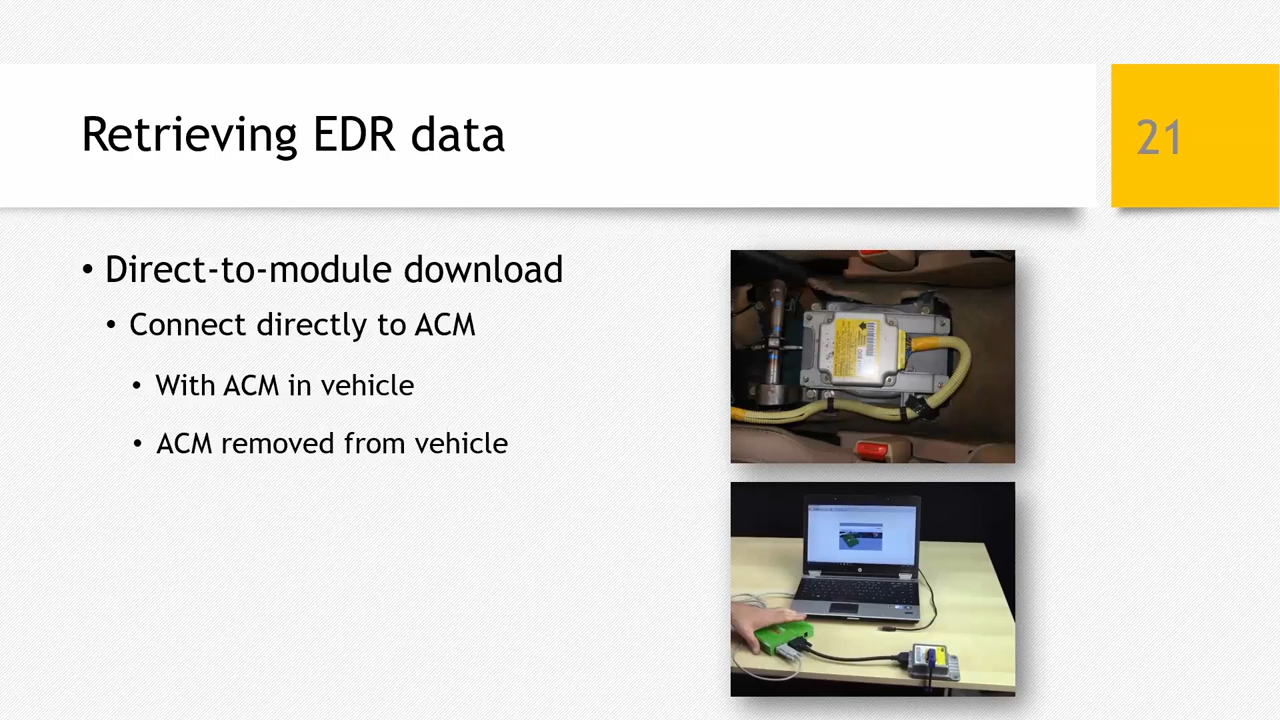 Retrieving EDR data
21
• Direct-to-module download
• Connect directly to ACM
• With ACM in vehicle
• ACM removed from vehicle